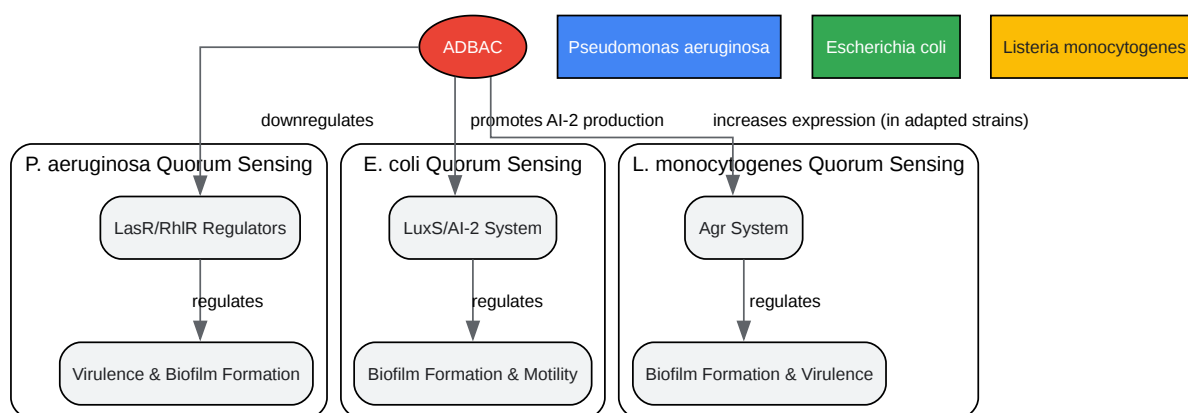 ADBAC
Pseudomonas aeruginosa
Escherichia coli
Listeria monocytogenes
downregulates
promotes AI-2 production
increases expression (in adapted strains)
P. aeruginosa Quorum Sensing
E. coli Quorum Sensing
L. monocytogenes Quorum Sensing
LasR/RhlR Regulators
LuxS/AI-2 System
Agr System
regulates
regulates
regulates
Virulence & Biofilm Formation
Biofilm Formation & Motility
Biofilm Formation & Virulence